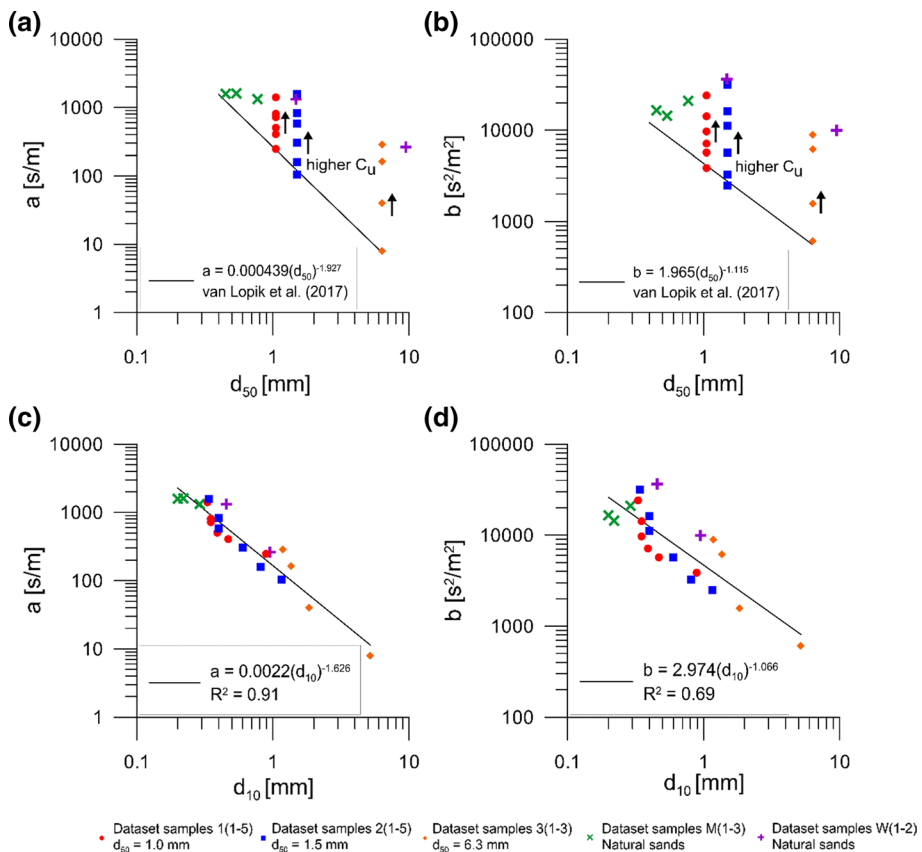 (a)
10000
1000
100
10
1
a [s/m]
higher Cu
a = 0.000439(d50)-1.927
van Lopik et al. (2017)
0.1
1
10
d50 [mm]
(b)
100000
10000
1000
100
b [s2/m2]
higher Cu
b = 1.965(d50)-1.115
van Lopik et al. (2017)
0.1
1
10
d50 [mm]
(c)
10000
1000
100
10
1
a [s/m]
a = 0.0022(d10)-1.626
R2 = 0.91
0.1
1
10
d10 [mm]
(d)
100000
10000
1000
100
b [s2/m2]
b = 2.974(d10)-1.066
R2 = 0.69
0.1
1
10
d10 [mm]
Dataset samples 1(1-5)
d50 = 1.0 mm
Dataset samples 2(1-5)
d50 = 1.5 mm
Dataset samples 3(1-3)
d50 = 6.3 mm
Dataset samples M(1-3)
Natural sands
Dataset samples W(1-2)
Natural sands